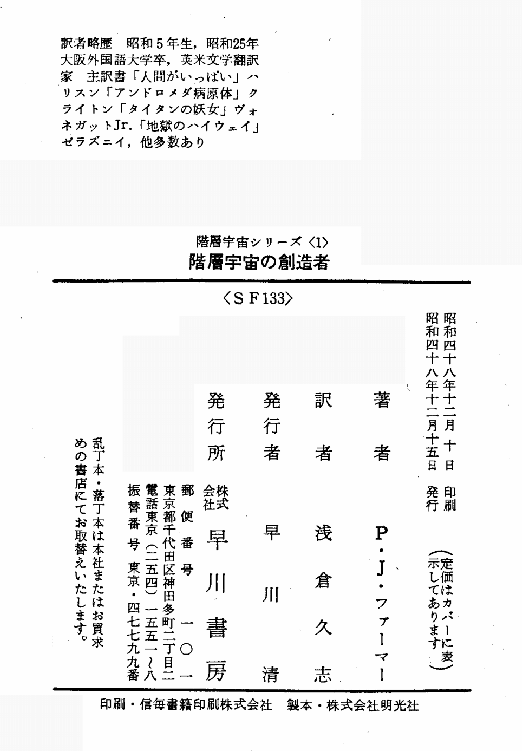 訳者略歴　昭和5年生，昭和25年
大阪外国語大学卒，英米文学翻訳
家　主訳書「人間がいっぱい」ハ
リスン「アンドロメダ病原体」ク
ライトン「タイタンの妖女」ヴォ
ネガットJr.「地獄のハイウェイ」
ゼラズニイ，他多数あり
階層宇宙シリーズ〈1〉
階層宇宙の創造者
〈ＳＦ133〉
昭和四十八年十二月　十　日　印刷
昭和四十八年十二月十五日　発行
（定価はカバーに表
示してあります）
著　者　Ｐ・Ｊ・ファーマー
訳　者　浅倉久志
発行者　早川　清
発行所　株式会社　早川書房
郵便番号　一〇一
東京都千代田区神田多町二丁目二
電話東京（二五四）一五五一〜八
振替番号　東京・四七七九九番
乱丁本・落丁本は本社またはお買求
めの書店にてお取替えいたします。
印刷・信毎書籍印刷株式会社　製本・株式会社明光社